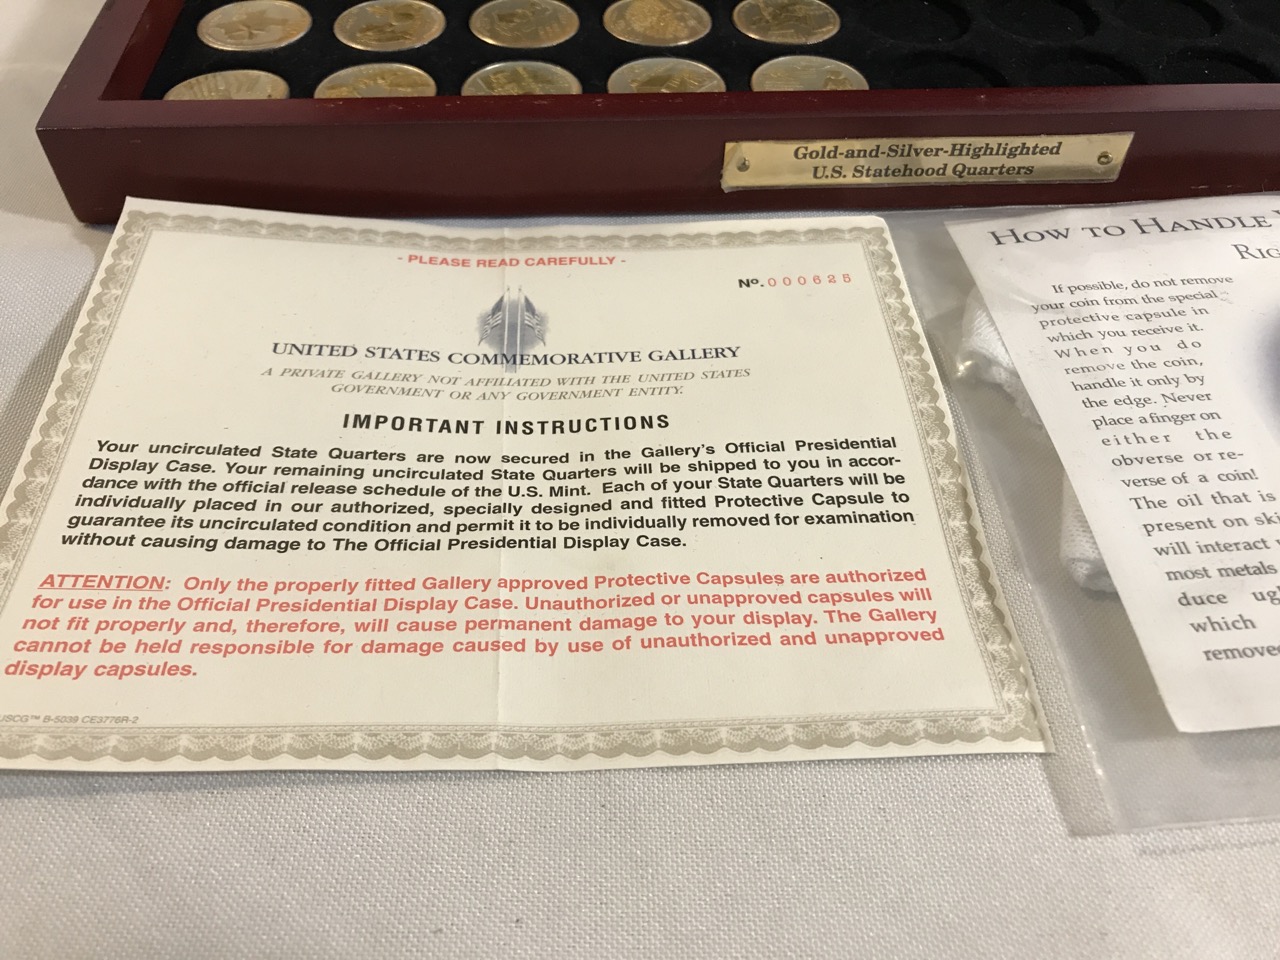 Gold-and-Silver-Highlighted
U.S. Statehood Quarters
- PLEASE READ CAREFULLY -
Nº. 000625
UNITED STATES COMMEMORATIVE GALLERY
A PRIVATE GALLERY NOT AFFILIATED WITH THE UNITED STATES
GOVERNMENT OR ANY GOVERNMENT ENTITY.
IMPORTANT INSTRUCTIONS
Your uncirculated State Quarters are now secured in the Gallery's Official Presidential
Display Case. Your remaining uncirculated State Quarters will be shipped to you in accor-
dance with the official release schedule of the U.S. Mint. Each of your State Quarters will be
individually placed in our authorized, specially designed and fitted Protective Capsule to
guarantee its uncirculated condition and permit it to be individually removed for examination
without causing damage to The Official Presidential Display Case.
ATTENTION: Only the properly fitted Gallery approved Protective Capsules are authorized
for use in the Official Presidential Display Case. Unauthorized or unapproved capsules will
not fit properly and, therefore, will cause permanent damage to your display. The Gallery
cannot be held responsible for damage caused by use of unauthorized and unapproved
display capsules.
USCG™ B-5039 CE3776R-2
HOW TO HANDLE
RIG
If possible, do not remove
your coin from the special
protective capsule in
which you receive it.
When you do
remove the coin,
handle it only by
the edge. Never
place a finger on
either the
obverse or re-
verse of a coin!
The oil that is
present on ski
will interact
most metals
duce ug
which
remove